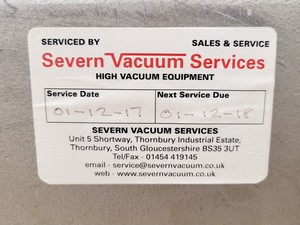 SERVICED BY SALES & SERVICE
Severn Vacuum Services
HIGH VACUUM EQUIPMENT
Service Date Next Service Due
01-12-17 01-12-18
SEVERN VACUUM SERVICES
Unit 5 Shortway, Thornbury Industrial Estate,
Thornbury, South Gloucestershire BS35 3UT
Tel/Fax - 01454 419145
email - service@severnvacuum.co.uk
web - www.severnvacuum.co.uk